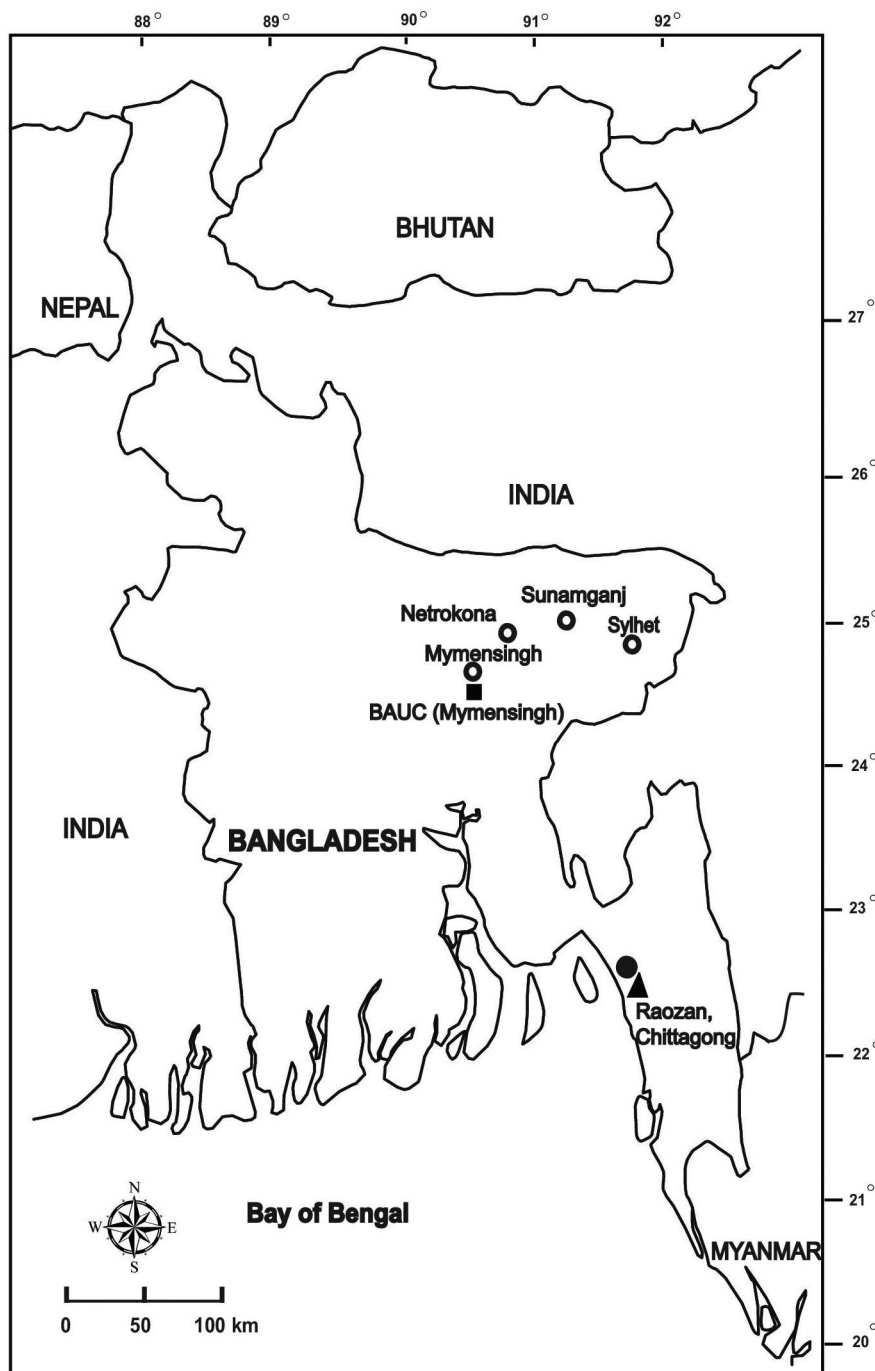 88° 89° 90° 91° 92°
BHUTAN
NEPAL
27°
26°
INDIA
Sunamganj
Netrokona
Sylhet
25°
Mymensingh
BAUC (Mymensingh)
24°
INDIA
BANGLADESH
23°
Raozan,
Chittagong
22°
N
W E
S
Bay of Bengal
21°
MYANMAR
0 50 100 km
20°